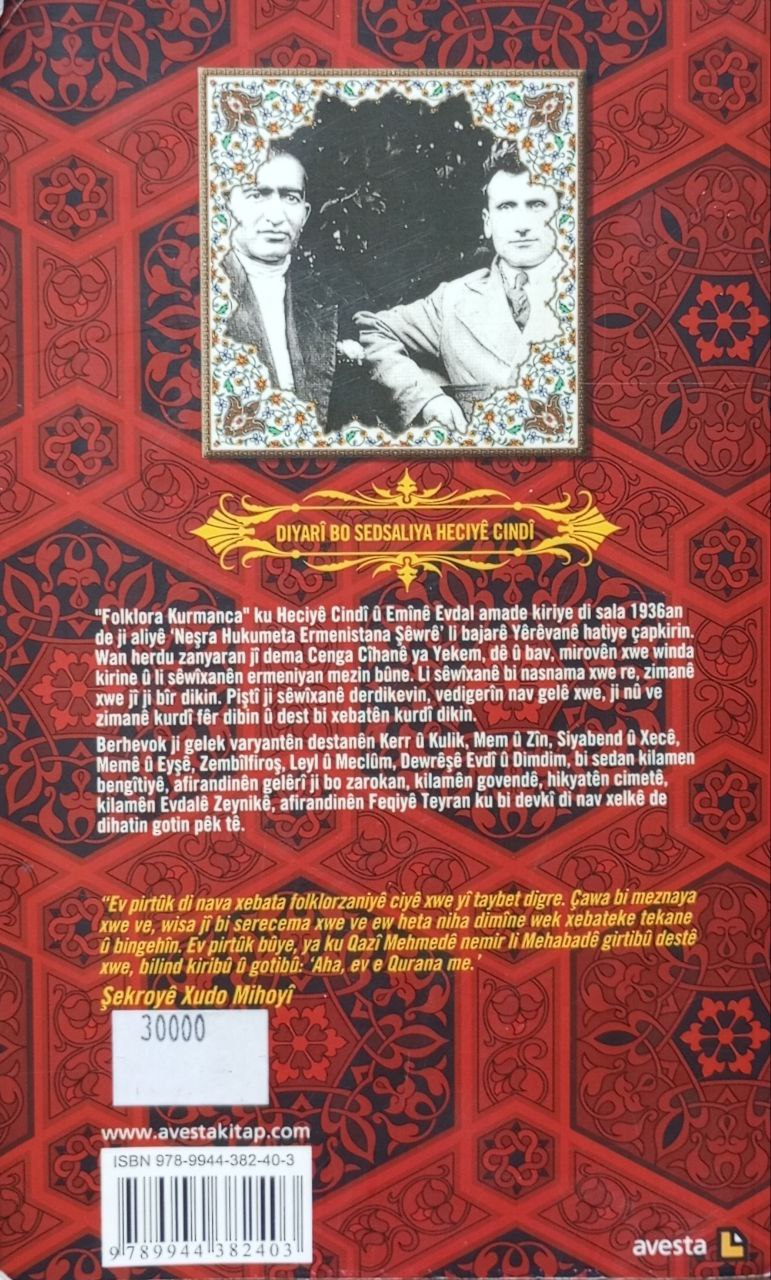 DIYARÎ BO SEDSALIYA HECIYÊ CINDÎ
"Folklora Kurmanca" ku Heciyê Cindî û Emînê Evdal amade kiriye di sala 1936an
de ji aliyê 'Neşra Hukumeta Ermenistana Şêwrê' li bajarê Yêrêvanê hatiye çapkirin.
Wan herdu zanyaran jî dema Cenga Cîhanê ya Yekem, dê û bav, mirovên xwe winda
kirine û li sêwîxanên ermeniyan mezin bûne. Li sêwîxanê bi nasnama xwe re, zimanê
xwe jî ji bîr dikin. Piştî ji sêwîxanê derdikevin, vedigerîn nav gelê xwe, ji nû ve
zimanê kurdî fêr dibin û dest bi xebatên kurdî dikin.
Berhevok ji gelek varyantên destanên Kerr û Kulik, Mem û Zîn, Siyabend û Xecê,
Memê û Eyşê, Zembîlfiroş, Leyl û Meclûm, Dewrêşê Evdî û Dimdim, bi sedan kilamen
bengîtiyê, afirandinên gelêrî ji bo zarokan, kilamên govendê, hikyatên cimetê,
kilamên Evdalê Zeynikê, afirandinên Feqiyê Teyran ku bi devkî di nav xelkê de
dihatin gotin pêk tê.
"Ev pirtûk di nava xebata folklorzaniyê ciyê xwe yî taybet digre. Çawa bi meznaya
xwe ve, wisa jî bi serecema xwe ve ew heta niha dimîne wek xebateke tekane
û bingehîn. Ev pirtûk bûye, ya ku Qazî Mehmedê nemir li Mehabadê girtibû destê
xwe, bilind kiribû û gotibû: 'Aha, ev e Qurana me.'
Şekroyê Xudo Mihoyî
30000
www.avestakitap.com
ISBN 978-9944-382-40-3
9 789944 382403
avesta